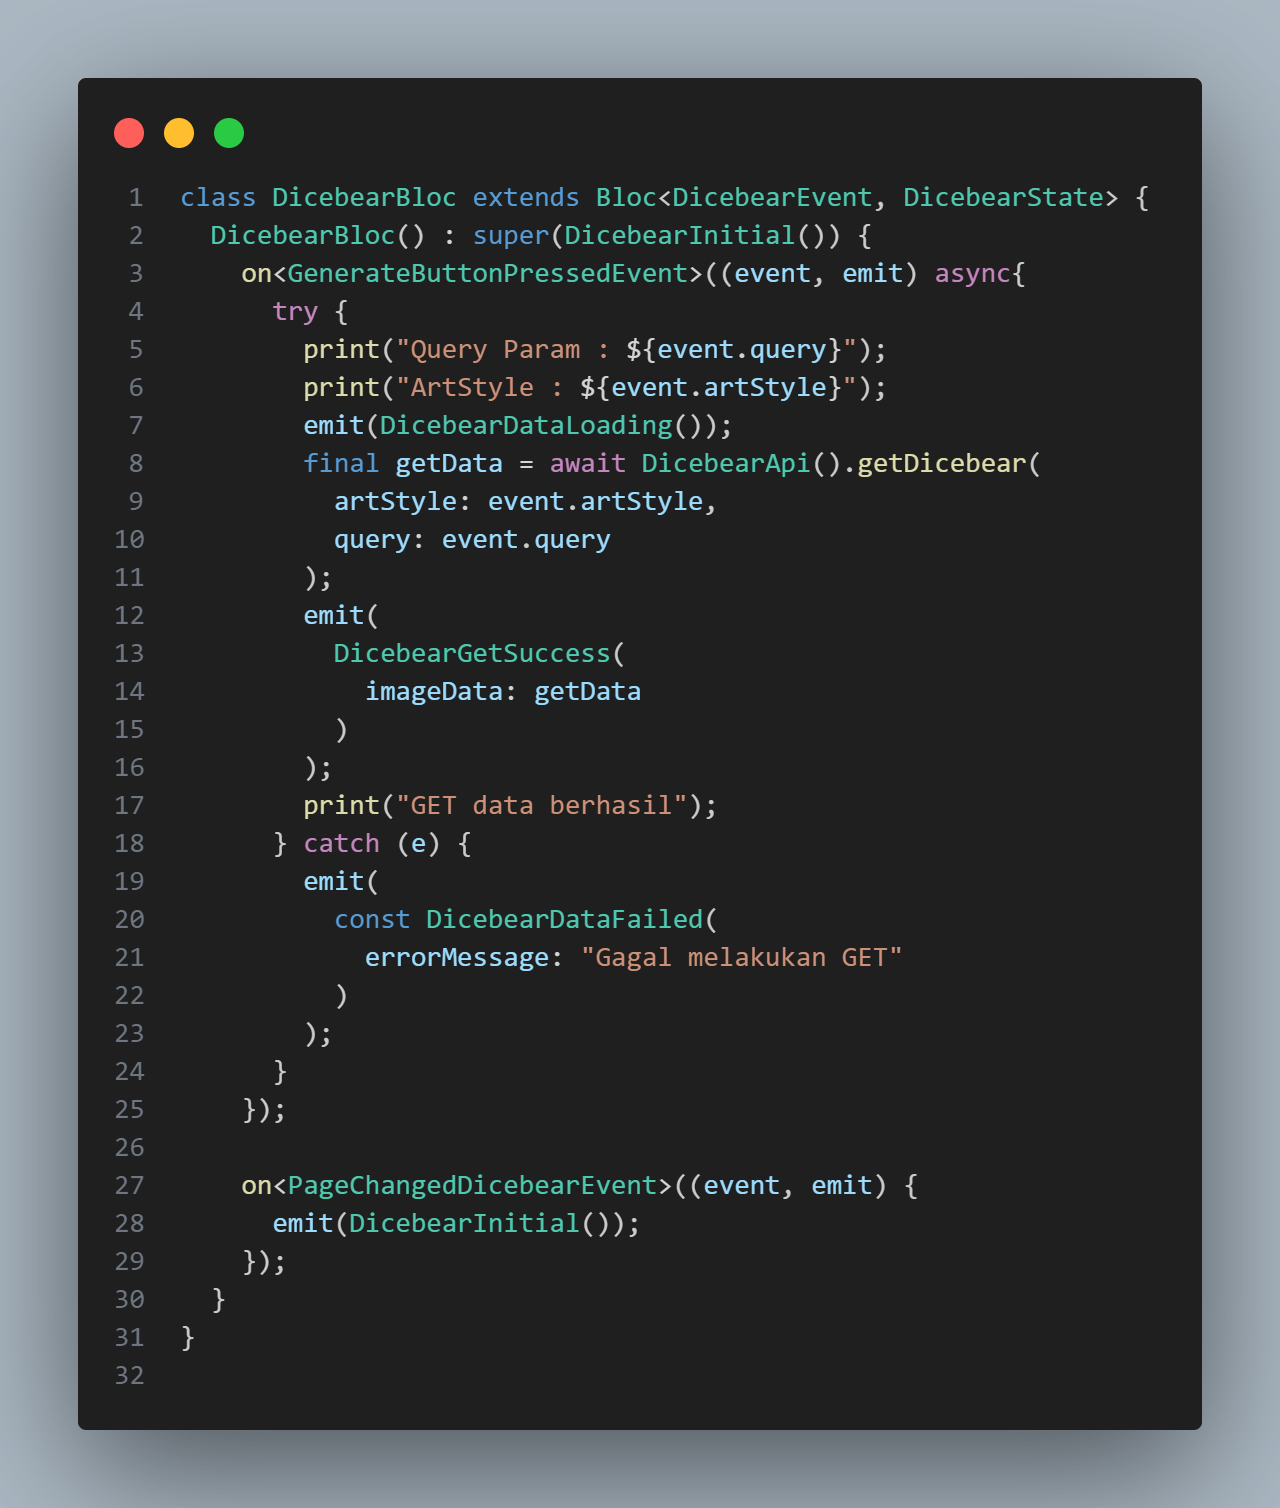 1 class DicebearBloc extends Bloc<DicebearEvent, DicebearState> {
2   DicebearBloc() : super(DicebearInitial()) {
3     on<GenerateButtonPressedEvent>((event, emit) async{
4       try {
5         print("Query Param : ${event.query}");
6         print("ArtStyle : ${event.artStyle}");
7         emit(DicebearDataLoading());
8         final getData = await DicebearApi().getDicebear(
9           artStyle: event.artStyle,
10           query: event.query
11         );
12         emit(
13           DicebearGetSuccess(
14             imageData: getData
15           )
16         );
17         print("GET data berhasil");
18       } catch (e) {
19         emit(
20           const DicebearDataFailed(
21             errorMessage: "Gagal melakukan GET"
22           )
23         );
24       }
25     });
26
27     on<PageChangedDicebearEvent>((event, emit) {
28       emit(DicebearInitial());
29     });
30   }
31 }
32